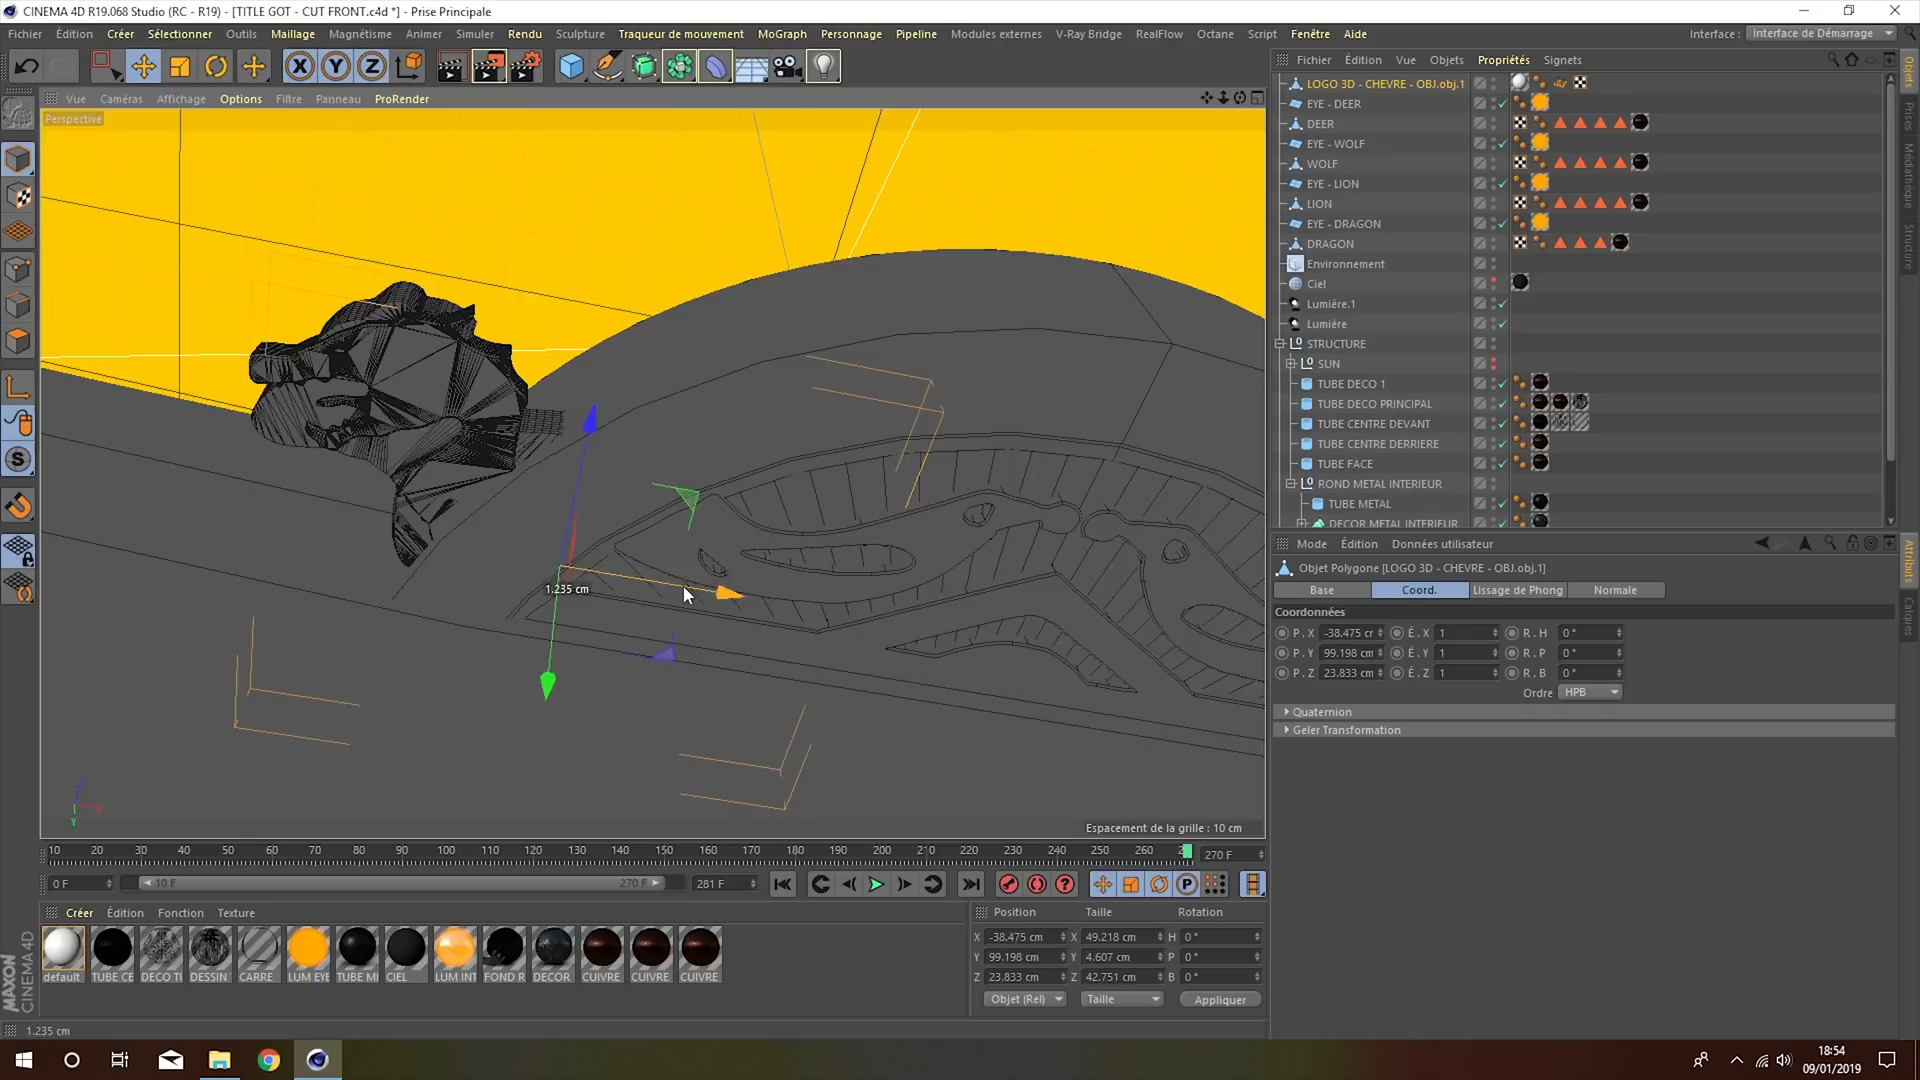 CINEMA 4D R19.068 Studio (RC - R19) - [TITLE GOT - CUT FRONT.c4d *] - Prise Principale
Fichier Édition Créer Sélectionner Outils Maillage Magnétisme Animer Simuler Rendu Sculpture Traqueur de mouvement MoGraph Personnage Pipeline Modules externes V-Ray Bridge RealFlow Octane Script Fenêtre Aide Interface : Interface de Démarrage
Fichier Édition Vue Objets Propriétés Signets
Vue Caméras Affichage Options Filtre Panneau ProRender
Perspective
LOGO 3D - CHEVRE - OBJ.obj.1
EYE - DEER
DEER
EYE - WOLF
WOLF
EYE - LION
LION
EYE - DRAGON
DRAGON
Environnement
Ciel
Lumière.1
Lumière
STRUCTURE
SUN
TUBE DECO 1
TUBE DECO PRINCIPAL
TUBE CENTRE DEVANT
TUBE CENTRE DERRIERE
TUBE FACE
ROND METAL INTERIEUR
TUBE METAL
DECOR METAL INTERIEUR
Objets
Prises
Médiathèque
Structure
1.235 cm
X
Y
Z
Y
Espacement de la grille : 10 cm
Mode Édition Données utilisateur
Objet Polygone [LOGO 3D - CHEVRE - OBJ.obj.1]
Base Coord. Lissage de Phong Normale
Coordonnées
P . X -38.475 cr É . X 1 R . H 0 °
P . Y 99.198 cm É . Y 1 R . P 0 °
P . Z 23.833 cm É . Z 1 R . B 0 °
Ordre HPB
Quaternion
Geler Transformation
Attributs
Calques
10 20 30 40 50 60 70 80 90 100 110 120 130 140 150 160 170 180 190 200 210 220 230 240 250 260 2 270 F
0 F 10 F 270 F 281 F
Créer Édition Fonction Texture
default TUBE CE DECO TI DESSIN CARRE LUM EYE TUBE MI CIEL LUM INT FOND R DECOR CUIVRE CUIVRE CUIVRE
Position Taille Rotation
X -38.475 cm X 49.218 cm H 0 °
Y 99.198 cm Y 4.607 cm P 0 °
Z 23.833 cm Z 42.751 cm B 0 °
Objet (Rel) Taille Appliquer
MAXON
CINEMA 4D
1.235 cm
18:54
09/01/2019